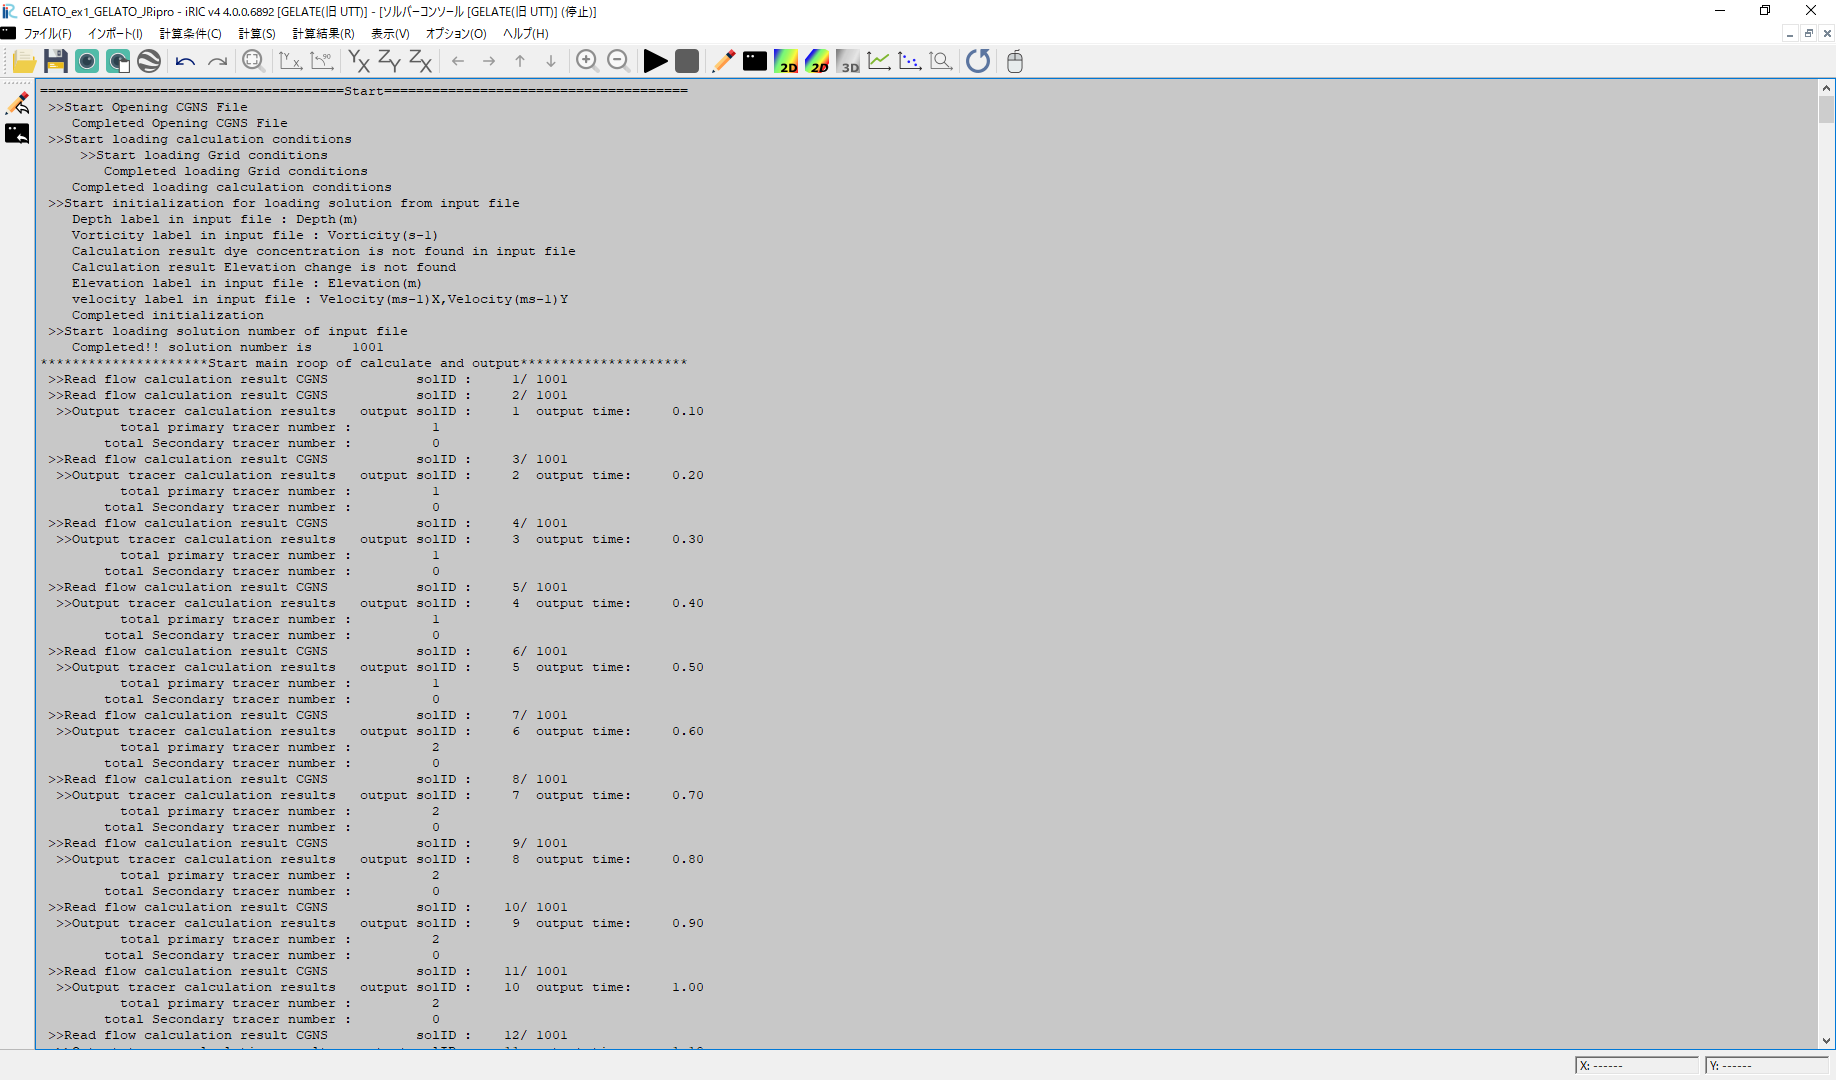 GELATO_ex1_GELATO_JP.ipro - iRIC v4 4.0.0.6892 [GELATE(旧 UTT)] - [ソルバーコンソール [GELATE(旧 UTT)] (停止)]
ファイル(F) インポート(I) 計算条件(C) 計算(S) 計算結果(R) 表示(V) オプション(O) ヘルプ(H)
======================================Start======================================
>>Start Opening CGNS File
Completed Opening CGNS File
>>Start loading calculation conditions
>>Start loading Grid conditions
Completed loading Grid conditions
Completed loading calculation conditions
>>Start initialization for loading solution from input file
Depth label in input file : Depth(m)
Vorticity label in input file : Vorticity(s-1)
Calculation result dye concentration is not found in input file
Calculation result Elevation change is not found
Elevation label in input file : Elevation(m)
velocity label in input file : Velocity(ms-1)X,Velocity(ms-1)Y
Completed initialization
>>Start loading solution number of input file
Completed!! solution number is 1001
*********************Start main roop of calculate and output*********************
>>Read flow calculation result CGNS solID : 1/ 1001
>>Read flow calculation result CGNS solID : 2/ 1001
>>Output tracer calculation results output solID : 1 output time: 0.10
total primary tracer number : 1
total Secondary tracer number : 0
>>Read flow calculation result CGNS solID : 3/ 1001
>>Output tracer calculation results output solID : 2 output time: 0.20
total primary tracer number : 1
total Secondary tracer number : 0
>>Read flow calculation result CGNS solID : 4/ 1001
>>Output tracer calculation results output solID : 3 output time: 0.30
total primary tracer number : 1
total Secondary tracer number : 0
>>Read flow calculation result CGNS solID : 5/ 1001
>>Output tracer calculation results output solID : 4 output time: 0.40
total primary tracer number : 1
total Secondary tracer number : 0
>>Read flow calculation result CGNS solID : 6/ 1001
>>Output tracer calculation results output solID : 5 output time: 0.50
total primary tracer number : 1
total Secondary tracer number : 0
>>Read flow calculation result CGNS solID : 7/ 1001
>>Output tracer calculation results output solID : 6 output time: 0.60
total primary tracer number : 2
total Secondary tracer number : 0
>>Read flow calculation result CGNS solID : 8/ 1001
>>Output tracer calculation results output solID : 7 output time: 0.70
total primary tracer number : 2
total Secondary tracer number : 0
>>Read flow calculation result CGNS solID : 9/ 1001
>>Output tracer calculation results output solID : 8 output time: 0.80
total primary tracer number : 2
total Secondary tracer number : 0
>>Read flow calculation result CGNS solID : 10/ 1001
>>Output tracer calculation results output solID : 9 output time: 0.90
total primary tracer number : 2
total Secondary tracer number : 0
>>Read flow calculation result CGNS solID : 11/ 1001
>>Output tracer calculation results output solID : 10 output time: 1.00
total primary tracer number : 2
total Secondary tracer number : 0
>>Read flow calculation result CGNS solID : 12/ 1001
X: ------ Y: ------